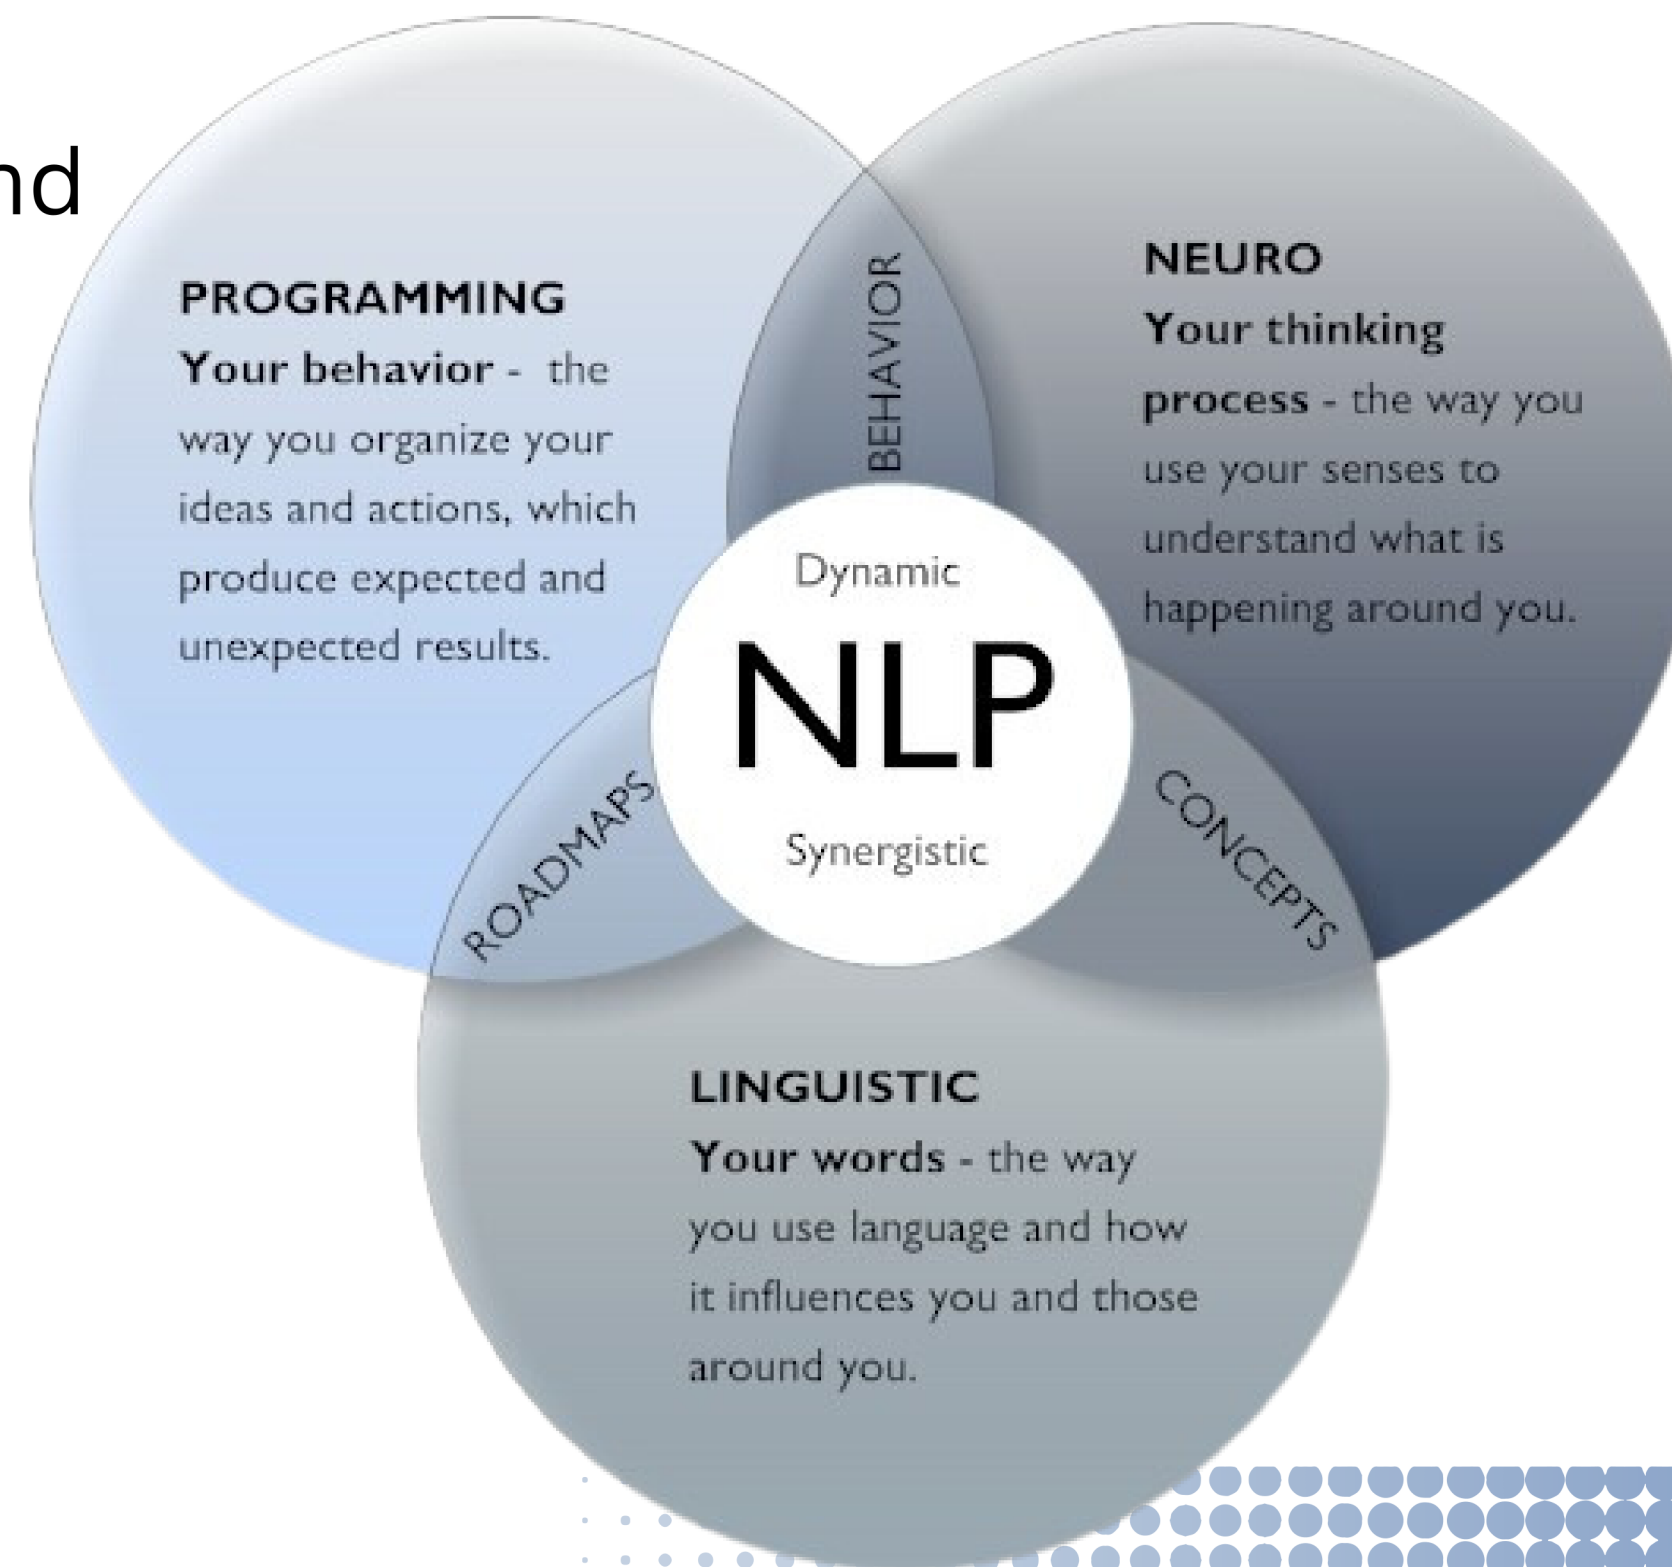 nd
PROGRAMMING
Your behavior - the
way you organize your
ideas and actions, which
produce expected and
unexpected results.
BEHAVIOR
NEURO
Your thinking
process - the way you
use your senses to
understand what is
happening around you.
Dynamic
NLP
Synergistic
ROADMAPS
CONCEPTS
LINGUISTIC
Your words - the way
you use language and how
it influences you and those
around you.